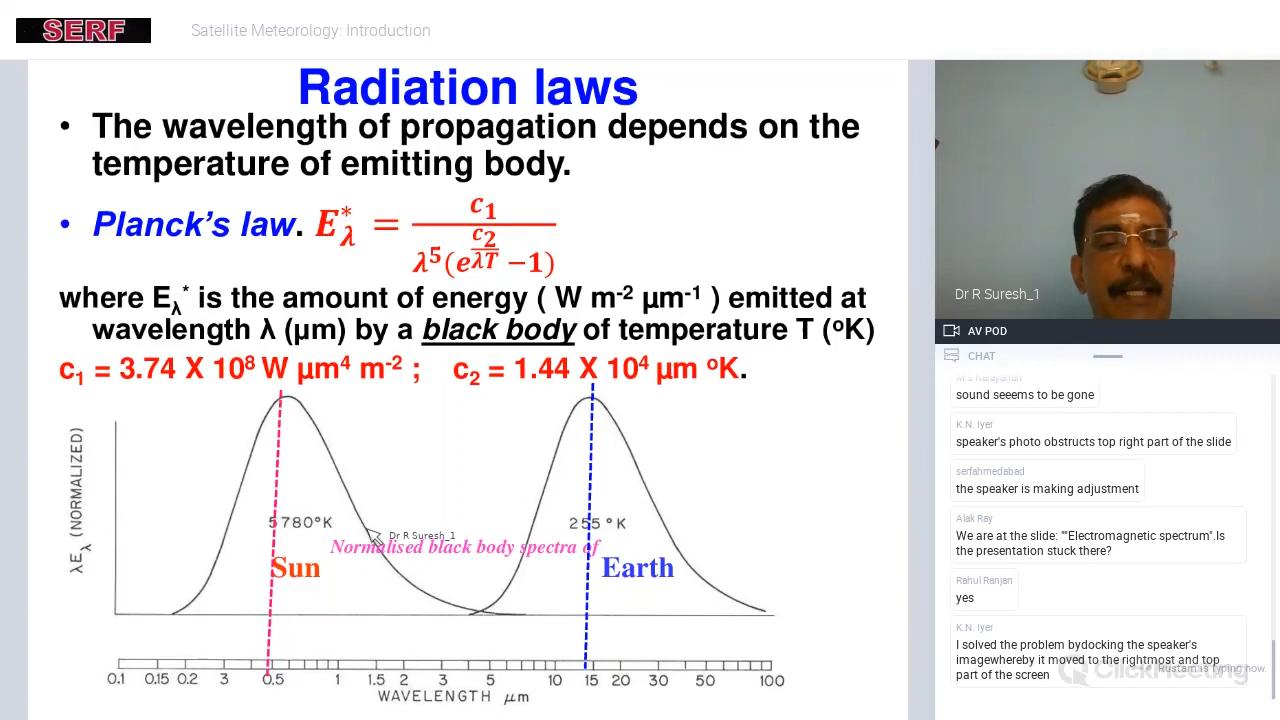 SERF
Satellite Meteorology: Introduction
Radiation laws
• The wavelength of propagation depends on the
temperature of emitting body.
• Planck's law. E*λ = c1 / λ⁵(e^(c2/λT) −1)
where Eλ* is the amount of energy ( W m-2 µm-1 ) emitted at
wavelength λ (µm) by a black body of temperature T (oK)
c1 = 3.74 X 10⁸ W µm⁴ m-2 ; c2 = 1.44 X 10⁴ µm oK.
λEλ (NORMALIZED)
5780°K
255°K
Dr R Suresh_1
Normalised black body spectra of
Sun
Earth
0.1 0.15 0.2 3 0.5 1 1.5 2 3 5 10 15 20 30 50 100
WAVELENGTH µm
Dr R Suresh_1
AV POD
CHAT
M S Narayanan
sound seeems to be gone
K.N. Iyer
speaker's photo obstructs top right part of the slide
serfahmedabad
the speaker is making adjustment
Alak Ray
We are at the slide: ""Electromagnetic spectrum".Is
the presentation stuck there?
Rahul Ranjan
yes
K.N. Iyer
I solved the problem bydocking the speaker's
imagewhereby it moved to the rightmost and top
part of the screen
Rustam is typing now.
ClickMeeting